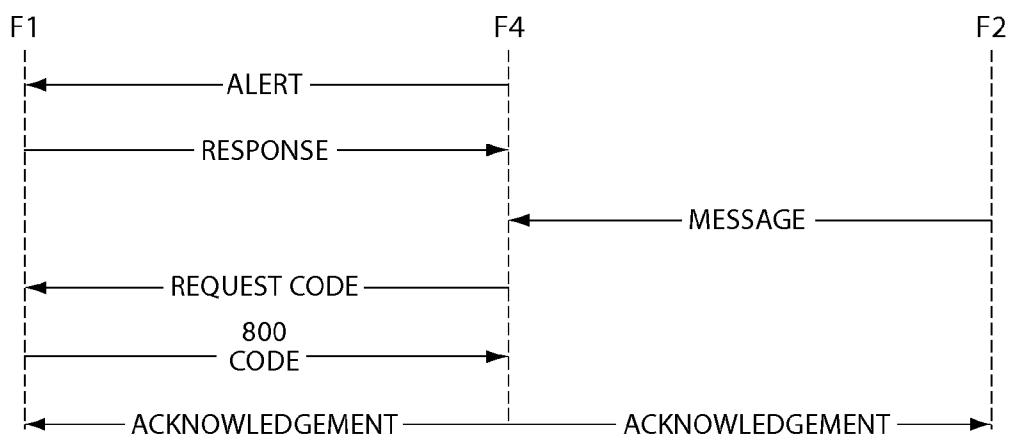 F1 F4 F2
ALERT
RESPONSE
MESSAGE
REQUEST CODE
800
CODE
ACKNOWLEDGEMENT ACKNOWLEDGEMENT